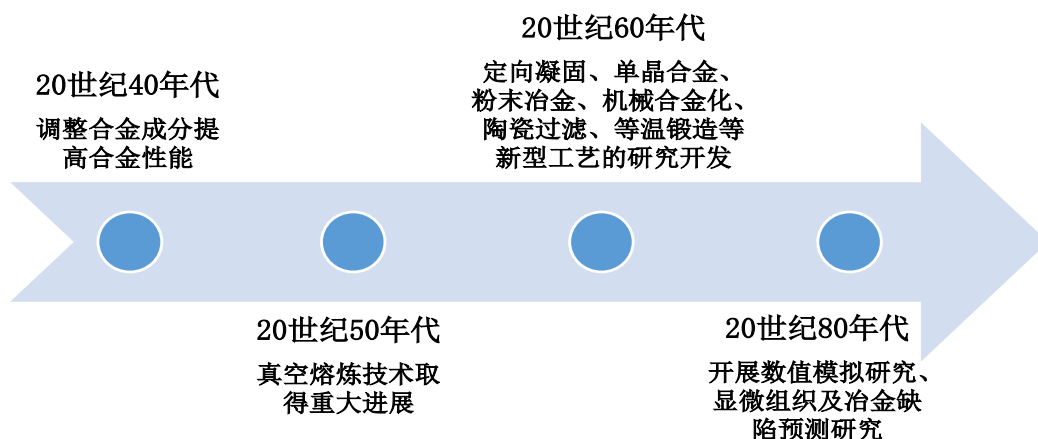 20世纪40年代
调整合金成分提
高合金性能
20世纪50年代
真空熔炼技术取
得重大进展
20世纪60年代
定向凝固、单晶合金、
粉末冶金、机械合金化、
陶瓷过滤、等温锻造等
新型工艺的研究开发
20世纪80年代
开展数值模拟研究、
显微组织及冶金缺
陷预测研究